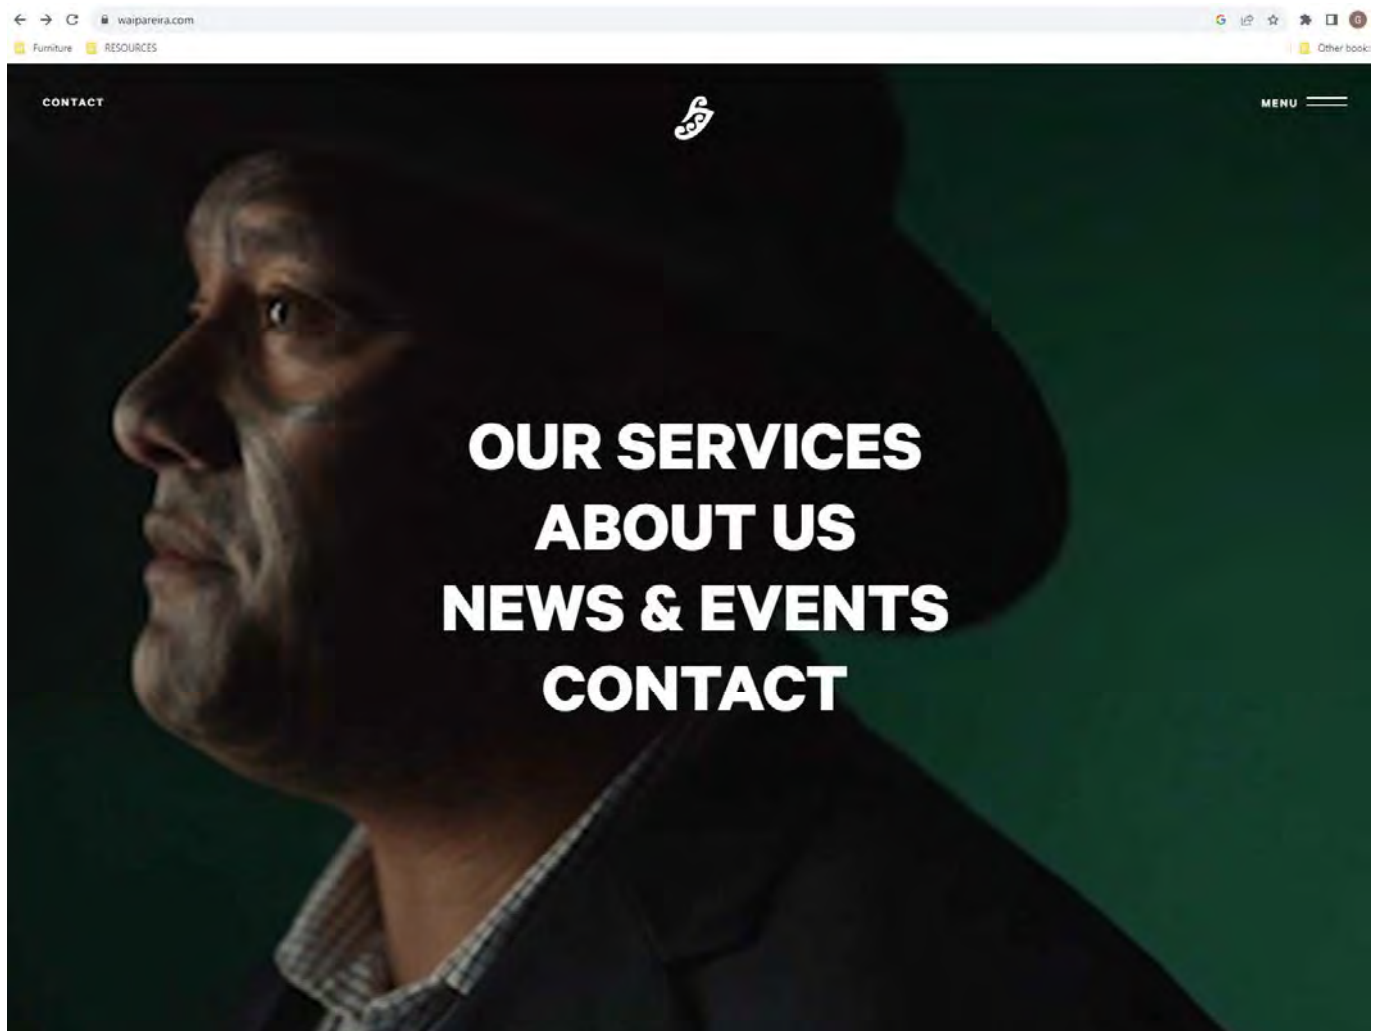 waipareira.com
Furniture
RESOURCES
Other book
CONTACT
MENU
OUR SERVICES
ABOUT US
NEWS & EVENTS
CONTACT